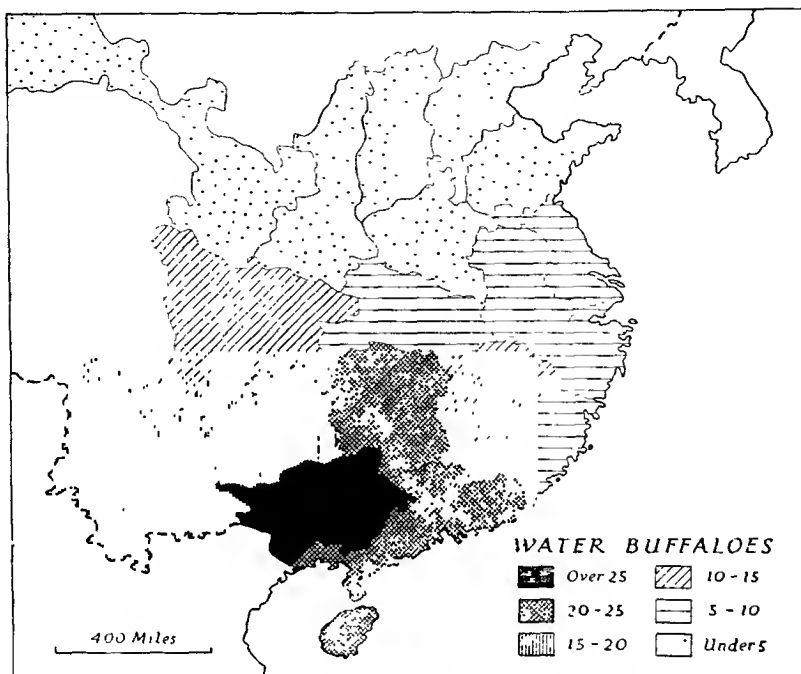 WATER BUFFALOES
Over 25
10 - 15
20 - 25
5 - 10
15 - 20
Under 5
400 Miles